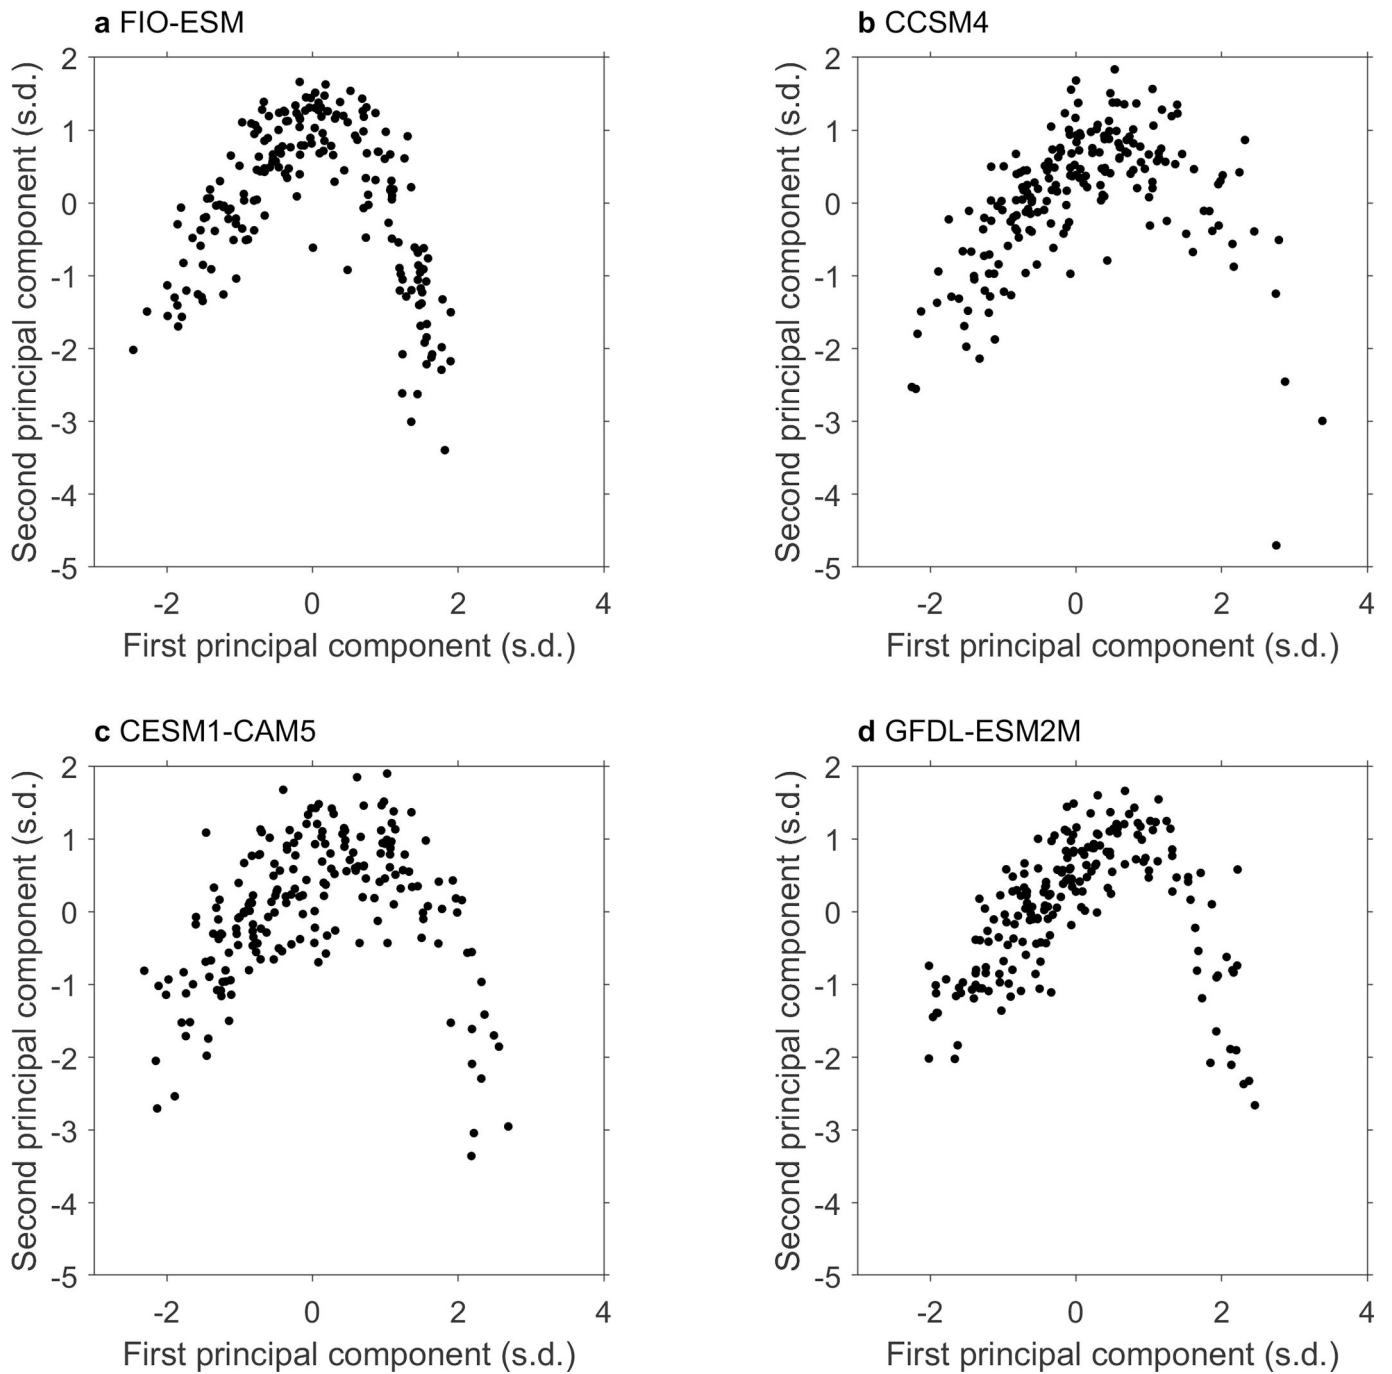 a FIO-ESM
2
1
0
-1
-2
-3
-4
-5
Second principal component (s.d.)
-2 0 2 4
First principal component (s.d.)
b CCSM4
2
1
0
-1
-2
-3
-4
-5
Second principal component (s.d.)
-2 0 2 4
First principal component (s.d.)
c CESM1-CAM5
2
1
0
-1
-2
-3
-4
-5
Second principal component (s.d.)
-2 0 2 4
First principal component (s.d.)
d GFDL-ESM2M
2
1
0
-1
-2
-3
-4
-5
Second principal component (s.d.)
-2 0 2 4
First principal component (s.d.)